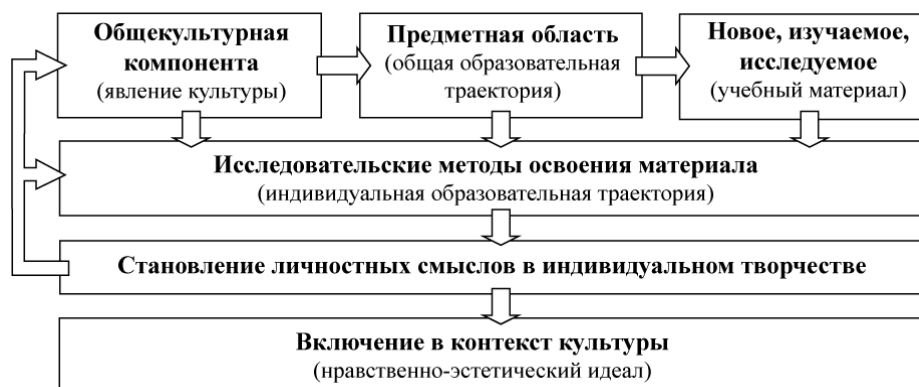 Общекультурная
компонента
(явление культуры)
Предметная область
(общая образовательная
траектория)
Новое, изучаемое,
исследуемое
(учебный материал)
Исследовательские методы освоения материала
(индивидуальная образовательная траектория)
Становление личностных смыслов в индивидуальном творчестве
Включение в контекст культуры
(нравственно-эстетический идеал)